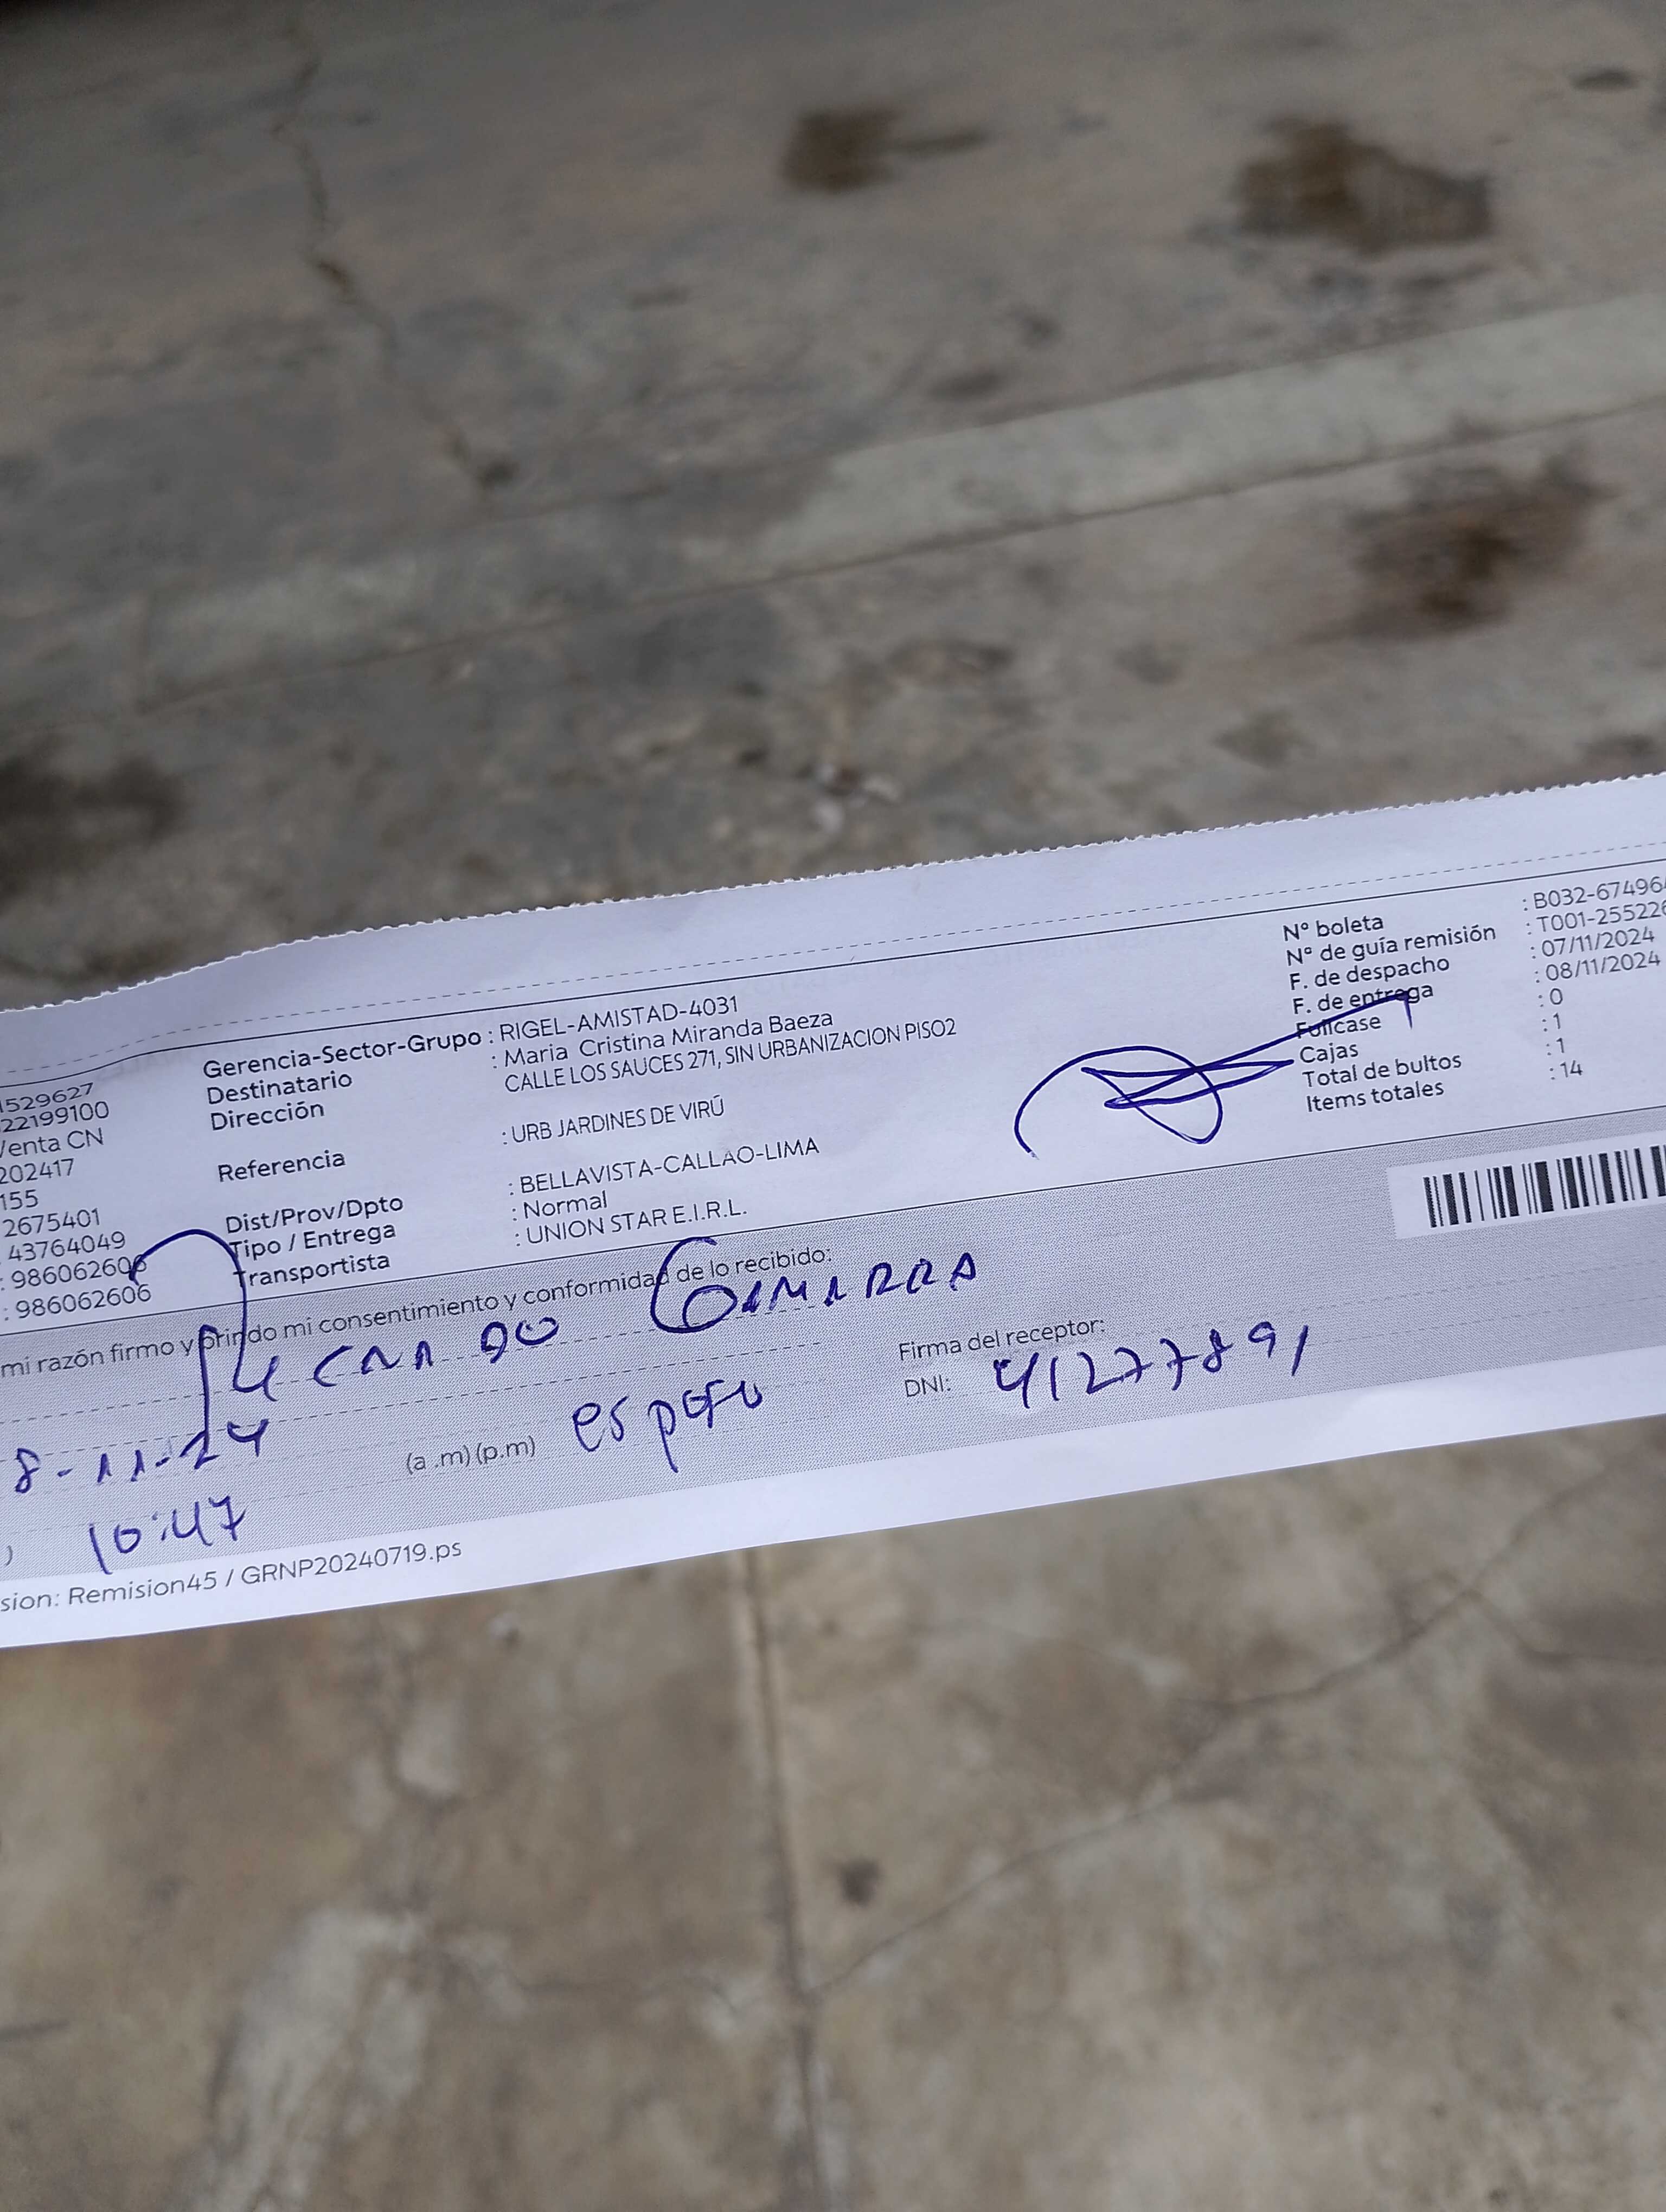 1529627
22199100
Venta CN
202417
155
2675401
43764049
: 986062606
: 986062606
Gerencia-Sector-Grupo : RIGEL-AMISTAD-4031
Destinatario : Maria Cristina Miranda Baeza
Dirección CALLE LOS SAUCES 271, SIN URBANIZACION PISO2
Referencia : URB JARDINES DE VIRÚ
Dist/Prov/Dpto : BELLAVISTA-CALLAO-LIMA
Tipo / Entrega : Normal
Transportista : UNION STAR E.I.R.L.
N° boleta : B032-67496
N° de guía remisión : T001-25522
F. de despacho : 07/11/2024
F. de entrega : 08/11/2024
Fullcase : 0
Cajas : 1
Total de bultos : 1
Items totales : 14
mi razón firmo y brindo mi consentimiento y conformidad de lo recibido:
GAMARRA
Firma del receptor:
8-11-24
(a .m) (p.m) esposo
DNI: 41277891
10:47
sion: Remision45 / GRNP20240719.ps